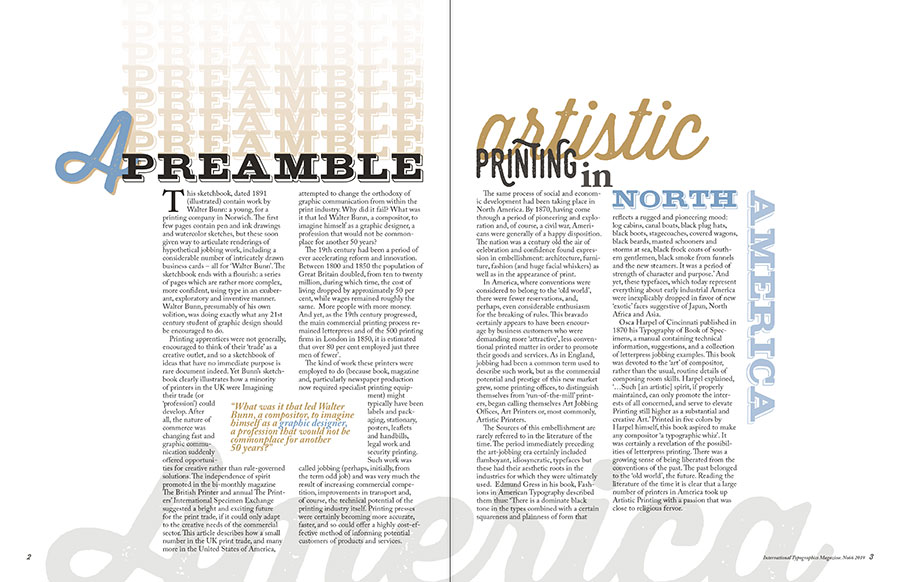 PREAMBLE
PREAMBLE
PREAMBLE
PREAMBLE
PREAMBLE
PREAMBLE
A PREAMBLE
This sketchbook, dated 1891
(illustrated) contain work by
Walter Bunn: a young, for a
printing company in Norwich. The first
few pages contain pen and ink drawings
and watercolor sketches, but these soon
given way to articulate renderings of
hypothetical jobbing work, including a
considerable number of intricately drawn
business cards – all for 'Walter Bunn'. The
sketchbook ends with a flourish: a series
of pages which are rather more complex,
more confident, using type in an exuber-
ant, exploratory and inventive manner.
Walter Bunn, presumably of his own
volition, was doing exactly what any 21st
century student of graphic design should
be encouraged to do.
Printing apprentices were not generally,
encouraged to think of their 'trade' as a
creative outlet, and so a sketchbook of
ideas that have no immediate purpose is
rare document indeed. Yet Bunn's sketch-
book clearly illustrates how a minority
of printers in the UK were Imagining
their trade (or
'profession') could
develop. After
all, the nature of
commerce was
changing fast and
graphic commu-
nication suddenly
offered opportuni-
ties for creative rather than rule-governed
solutions. The independence of spirit
promoted in the bi-monthly magazine
The British Printer and annual The Print-
ers' International Specimen Exchange
suggested a bright and exciting future
for the print trade, if it could only adapt
to the creative needs of the commercial
sector. This article describes how a small
number in the UK print trade, and many
more in the United States of America,
attempted to change the orthodoxy of
graphic communication from within the
print industry. Why did it fail? What was
it that led Walter Bunn, a compositor, to
imagine himself as a graphic designer, a
profession that would not be common-
place for another 50 years?
The 19th century had been a period of
ever accelerating reform and innovation.
Between 1800 and 1850 the population of
Great Britain doubled, from ten to twenty
million, during which time, the cost of
living dropped by approximately 50 per
cent, while wages remained roughly the
same. More people with more money.
And yet, as the 19th century progressed,
the main commercial printing process re-
mained letterpress and of the 500 printing
firms in London in 1850, it is estimated
that over 80 per cent employed just three
men of fewer'.
The kind of work these printers were
employed to do (because book, magazine
and, particularly newspaper production
now required specialist printing equip-
ment) might
typically have been
labels and pack-
aging, stationary,
posters, leaflets
and handbills,
legal work and
security printing.
Such work was
called jobbing (perhaps, initially, from
the term odd job) and was very much the
result of increasing commercial compe-
tition, improvements in transport and,
of course, the technical potential of the
printing industry itself. Printing presses
were certainly becoming more accurate,
faster, and so could offer a highly cost-ef-
fective method of informing potential
customers of products and services.
"What was it that led Walter
Bunn, a compositor, to imagine
himself as a graphic designer,
a profession that would not be
commonplace for another
50 years?"
2
artistic
PRINTING
in
NORTH
AMERICA
The same process of social and econom-
ic development had been taking place in
North America. By 1870, having come
through a period of pioneering and explo-
ration and, of course, a civil war, Ameri-
cans were generally of a happy disposition.
The nation was a century old the air of
celebration and confidence found expres-
sion in embellishment: architecture, furni-
ture, fashion (and huge facial whiskers) as
well as in the appearance of print.
In America, where conventions were
considered to belong to the 'old world',
there were fewer reservations, and,
perhaps, even considerable enthusiasm
for the breaking of rules. This bravado
certainly appears to have been encour-
age by business customers who were
demanding more 'attractive', less conven-
tional printed matter in order to promote
their goods and services. As in England,
jobbing had been a common term used to
describe such work, but as the commercial
potential and prestige of this new market
grew, some printing offices, to distinguish
themselves from 'run-of-the-mill' print-
ers, began calling themselves Art Jobbing
Offices, Art Printers or, most commonly,
Artistic Printers.
The Sources of this embellishment are
rarely referred to in the literature of the
time. The period immediately preceding
the art-jobbing era certainly included
flamboyant, idiosyncratic, typefaces but
these had their aesthetic roots in the
industries for which they were ultimately
used. Edmund Gress in his book, Fash-
ions in American Typography described
them thus: 'There is a dominate black
tone in the types combined with a certain
squareness and plainness of form that
reflects a rugged and pioneering mood:
log cabins, canal boats, black plug hats,
black boots, stagecoaches, covered wagons,
black beards, masted schooners and
storms at sea, black frock coats of south-
ern gentlemen, black smoke from funnels
and the new steamers. It was a period of
strength of character and purpose.' And
yet, these typefaces, which today represent
everything about early industrial America
were inexplicably dropped in favor of new
'exotic' faces suggestive of Japan, North
Africa and Asia.
Osca Harpel of Cincinnati published in
1870 his Typography of Book of Spec-
imens, a manual containing technical
information, suggestions, and a collection
of letterpress jobbing examples. This book
was devoted to the 'art' of compositor,
rather than the usual, routine details of
composing room skills. Harpel explained,
'…Such [an artistic] spirit, if properly
maintained, can only promote the inter-
ests of all concerned, and serve to elevate
Printing still higher as a substantial and
creative Art.' Printed in five colors by
Harpel himself, this book aspired to make
any compositor 'a typographic whiz'. It
was certainly a revelation of the possibil-
ities of letterpress printing. There was a
growing sense of being liberated from the
conventions of the past. The past belonged
to the 'old world', the future. Reading the
literature of the time it is clear that a large
number of printers in America took up
Artistic Printing with a passion that was
close to religious fervor.
America
International Typographics Magazine No66 2019 3